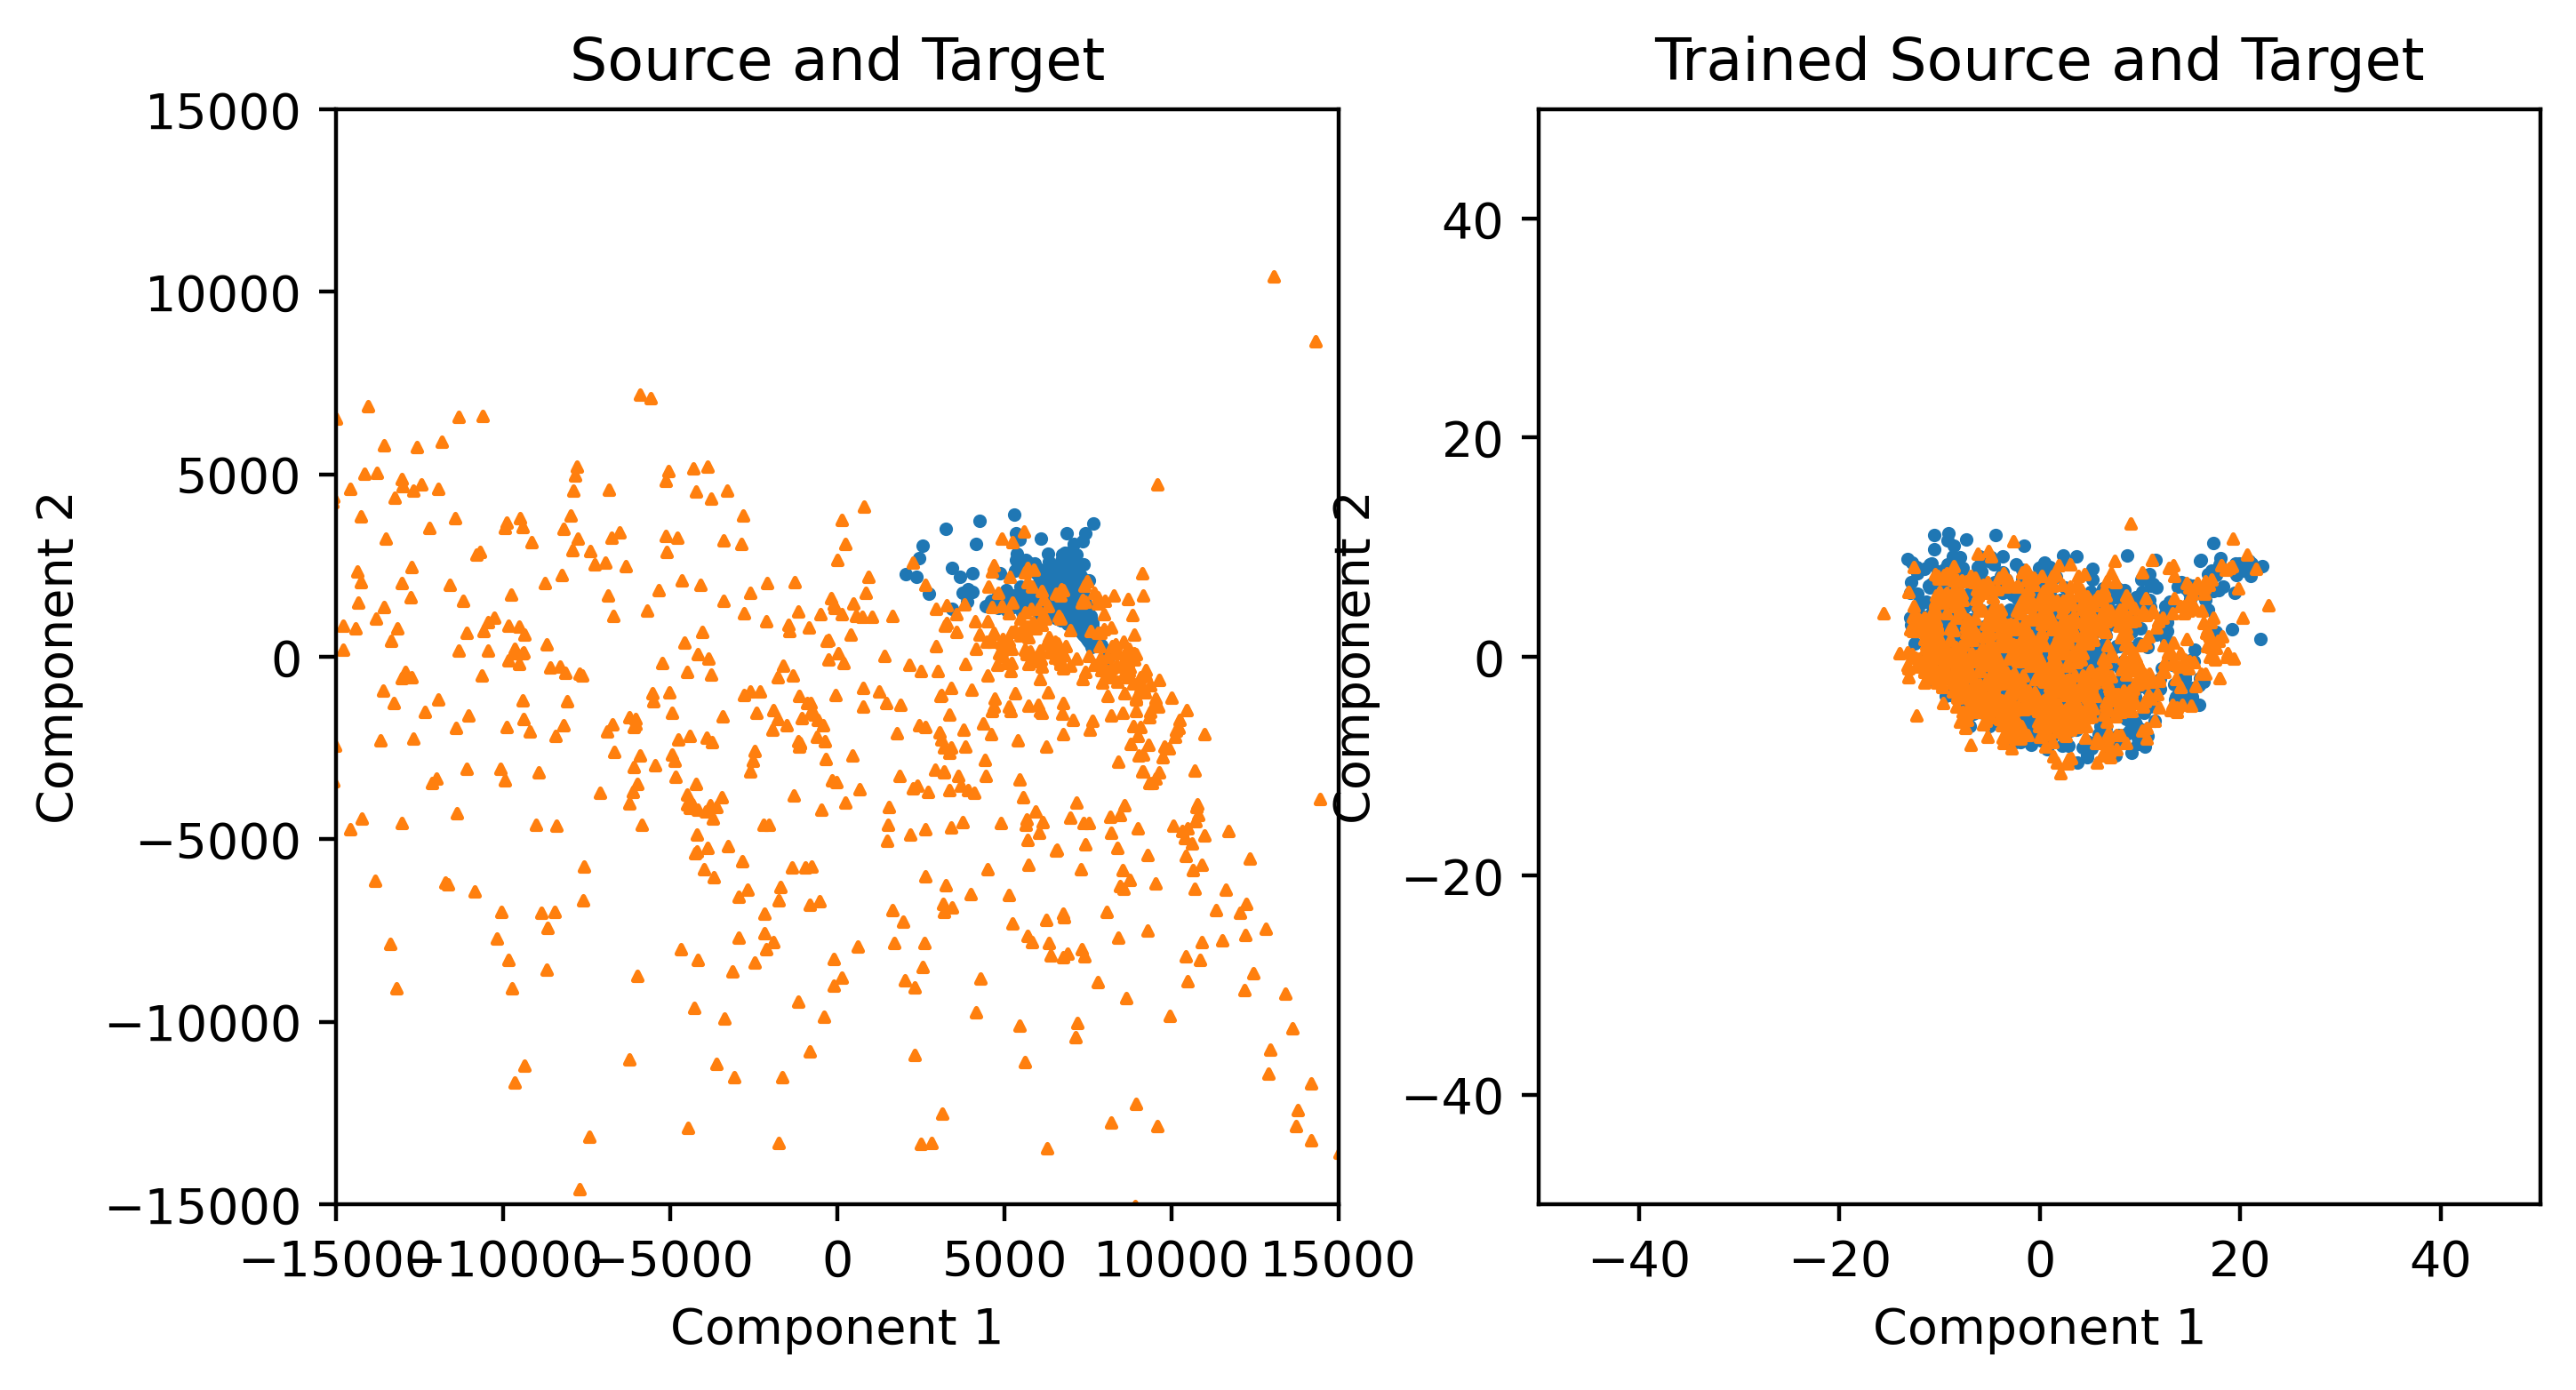 Source and Target
15000
10000
5000
0
−5000
−10000
−15000
Component 2
−15000 −10000 −5000 0 5000 10000 15000
Component 1
Trained Source and Target
40
20
0
−20
−40
Component 2
−40 −20 0 20 40
Component 1